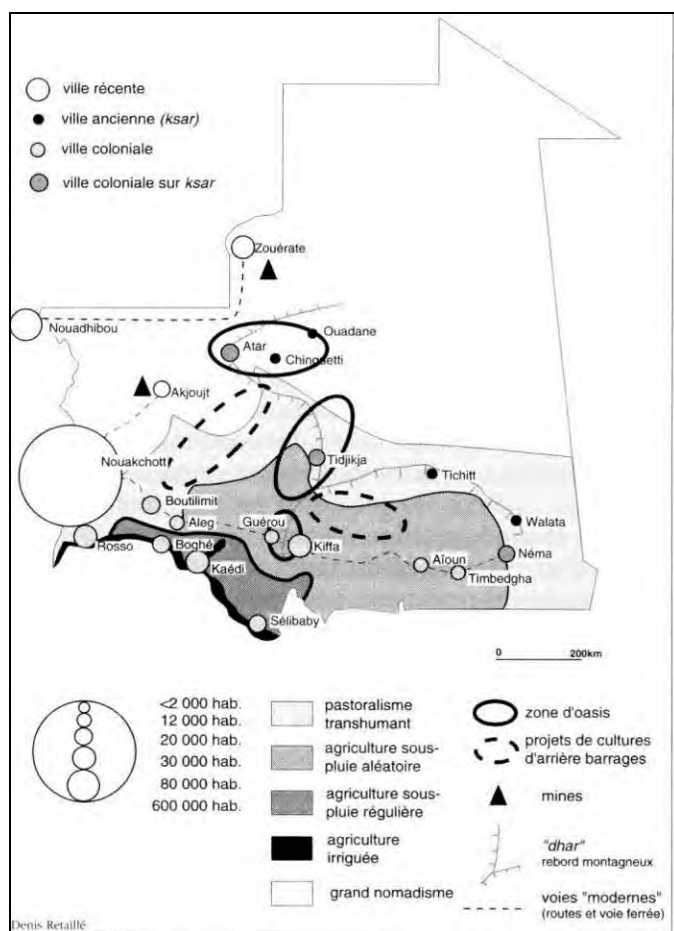 ville récente
ville ancienne (ksar)
ville coloniale
ville coloniale sur ksar
Zouérate
Nouadhibou
Ouadane
Atar
Chinguetti
Akjoujt
Nouakchott
Tidjikja
Tichitt
Boutilimit
Walata
Aleg
Guérou
Rosso
Boghé
Kiffa
Néma
Kaédi
Aïoun
Timbedgha
Sélibaby
0 200km
<2 000 hab.
12 000 hab.
20 000 hab.
30 000 hab.
80 000 hab.
600 000 hab.
pastoralisme
transhumant
agriculture sous-
pluie aléatoire
agriculture sous-
pluie régulière
agriculture
irriguée
grand nomadisme
zone d'oasis
projets de cultures
d'arrière barrages
mines
"dhar"
rebord montagneux
voies "modernes"
(routes et voie ferrée)
Denis Retaillé